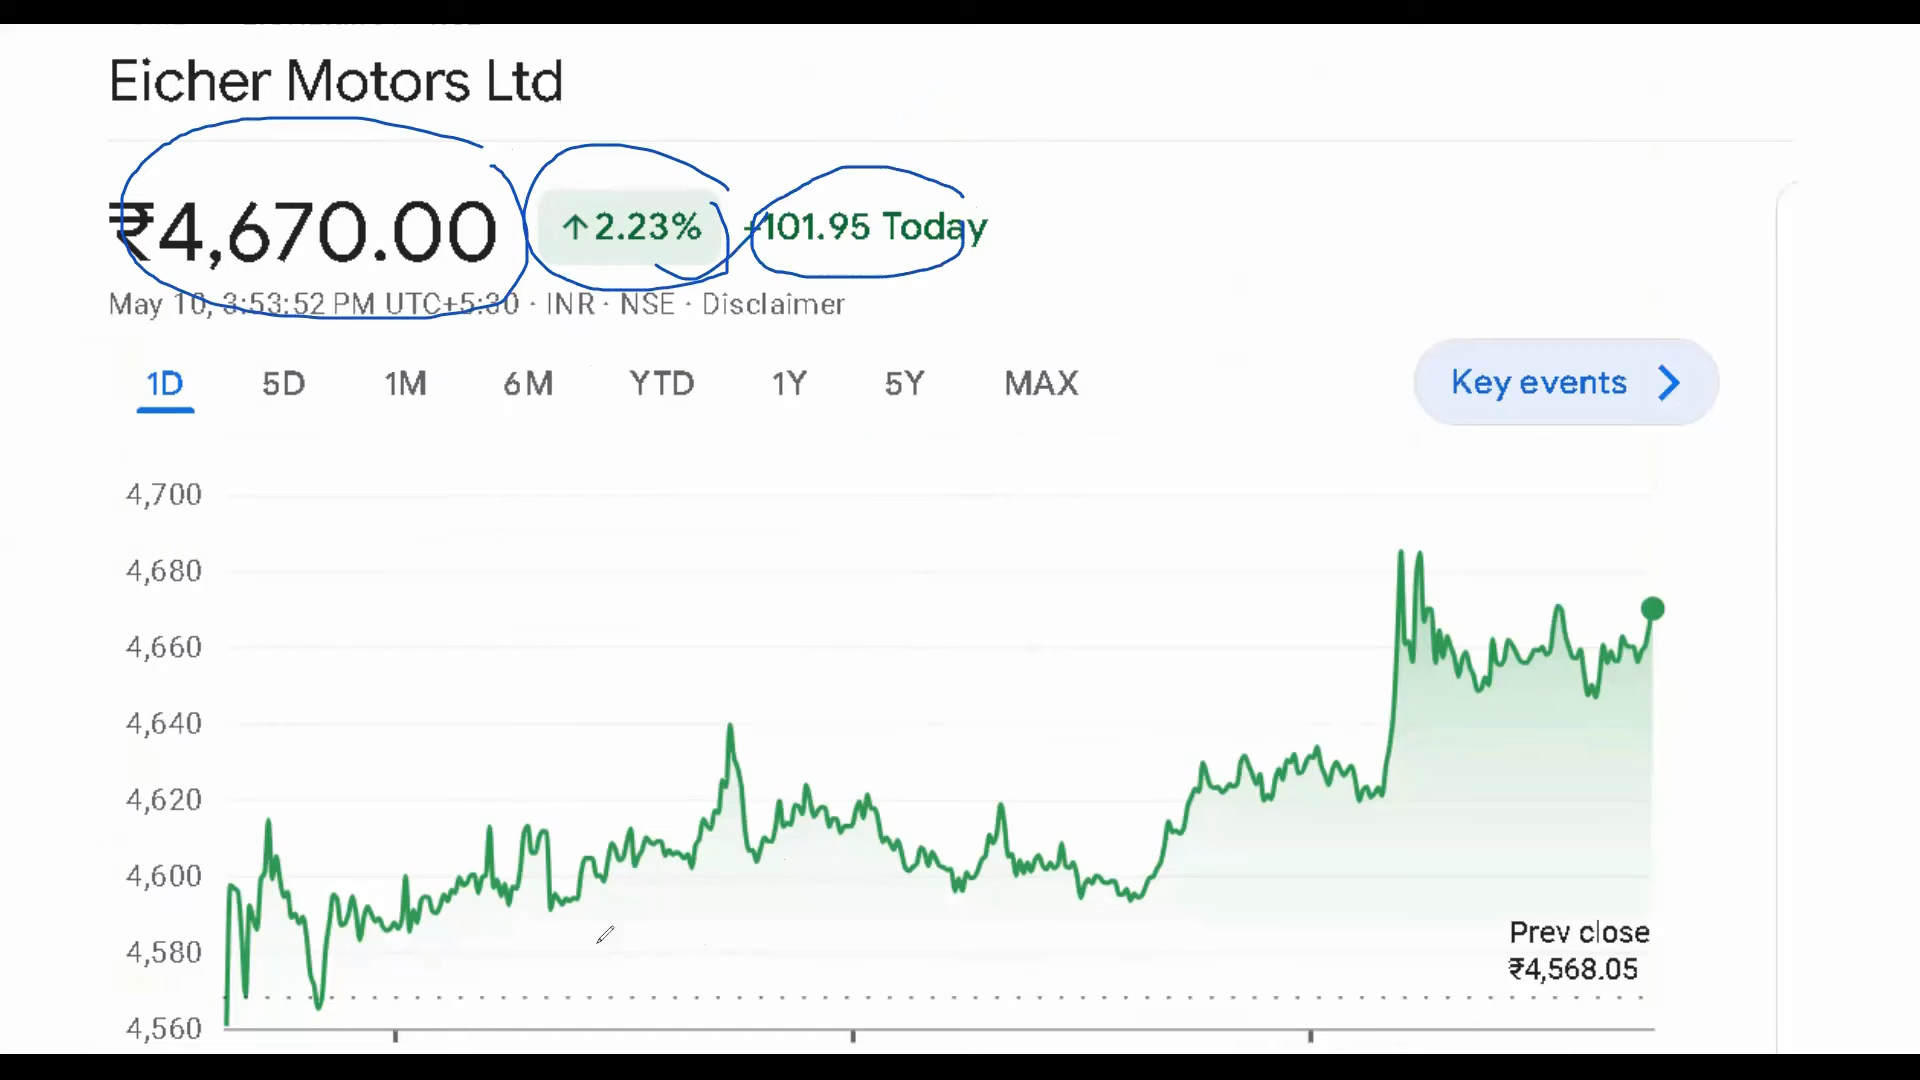 Eicher Motors Ltd
₹4,670.00 ↑2.23% +101.95 Today
May 10, 3:53:52 PM UTC+5:30 · INR · NSE · Disclaimer
1D 5D 1M 6M YTD 1Y 5Y MAX Key events
4,700
4,680
4,660
4,640
4,620
4,600
4,580
4,560
Prev close
₹4,568.05